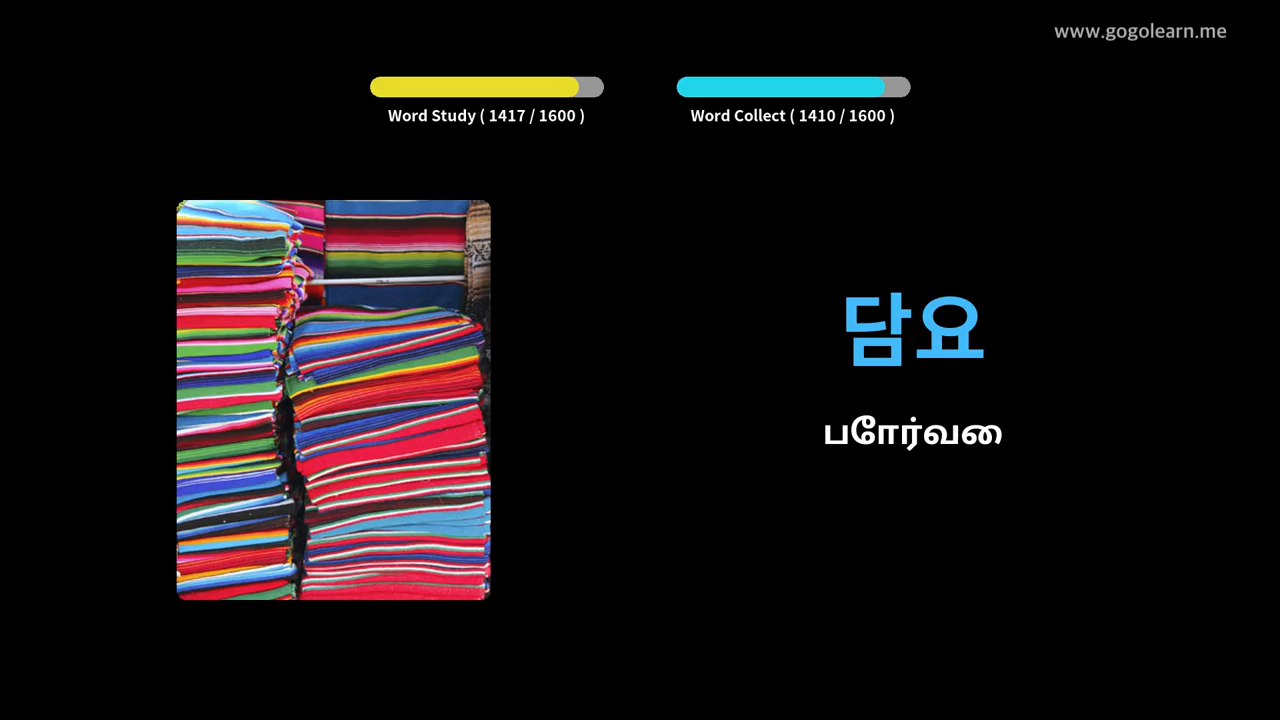 www.gogolearn.me
Word Study ( 1417 / 1600 )
Word Collect ( 1410 / 1600 )
담요
போர்வை